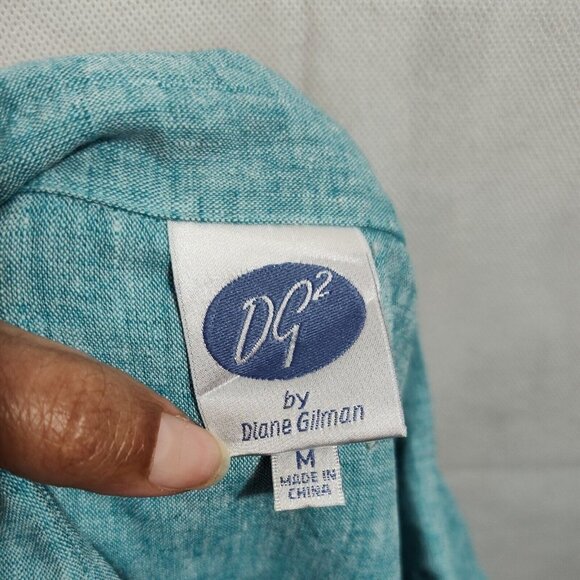 DG²
by
Diane Gilman
M
MADE IN
CHINA